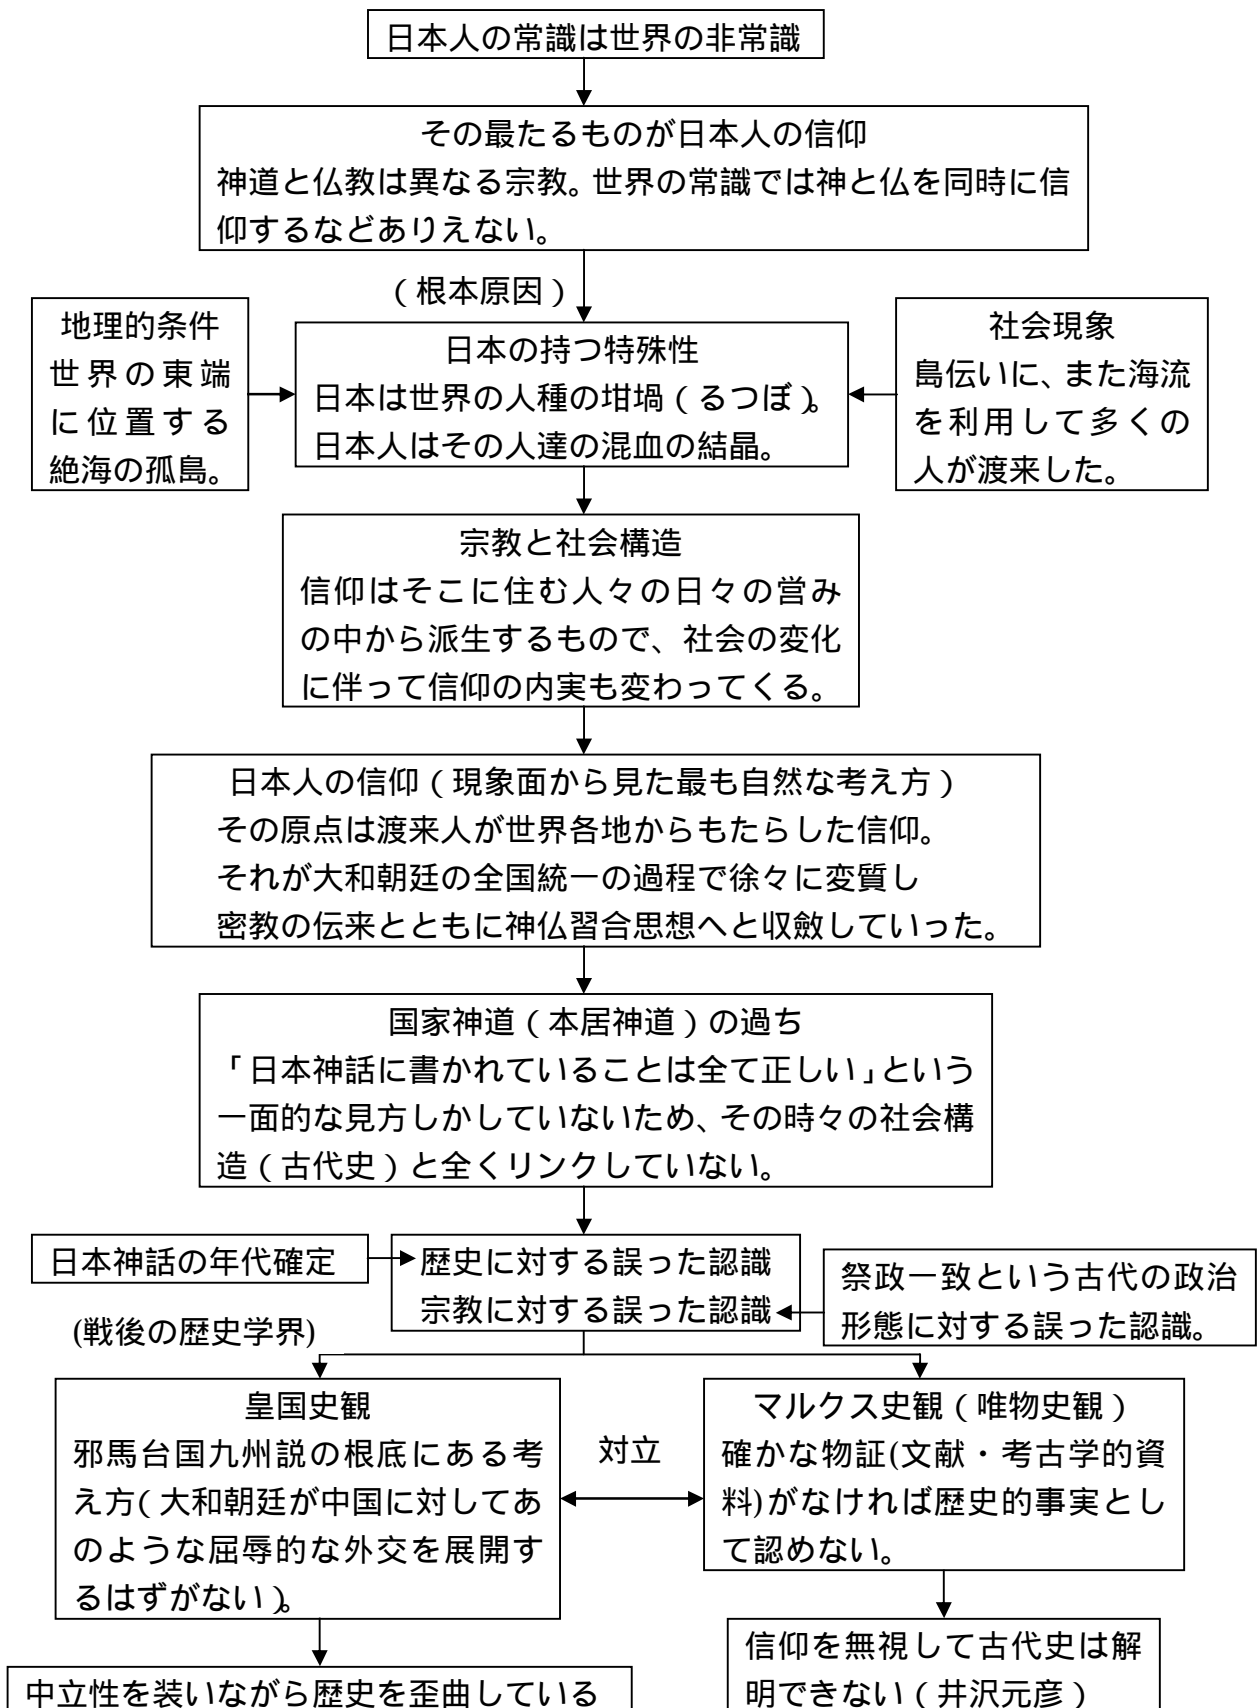 日本人の常識は世界の非常識
その最たるものが日本人の信仰
神道と仏教は異なる宗教。世界の常識では神と仏を同時に信
仰するなどありえない。
(根本原因)
地理的条件
世界の東端
に位置する
絶海の孤島。
日本の持つ特殊性
日本は世界の人種の坩堝(るつぼ)。
日本人はその人達の混血の結晶。
社会現象
島伝いに、また海流
を利用して多くの
人が渡来した。
宗教と社会構造
信仰はそこに住む人々の日々の営み
の中から派生するもので、社会の変化
に伴って信仰の内実も変わってくる。
日本人の信仰(現象面から見た最も自然な考え方)
その原点は渡来人が世界各地からもたらした信仰。
それが大和朝廷の全国統一の過程で徐々に変質し
密教の伝来とともに神仏習合思想へと収斂していった。
国家神道(本居神道)の過ち
「日本神話に書かれていることは全て正しい」という
一面的な見方しかしていないため、その時々の社会構
造(古代史)と全くリンクしていない。
日本神話の年代確定
歴史に対する誤った認識
宗教に対する誤った認識
祭政一致という古代の政治
形態に対する誤った認識。
(戦後の歴史学界)
皇国史観
邪馬台国九州説の根底にある考
え方(大和朝廷が中国に対してあ
のような屈辱的な外交を展開す
るはずがない)。
対立
マルクス史観(唯物史観)
確かな物証(文献・考古学的資
料)がなければ歴史的事実とし
て認めない。
中立性を装いながら歴史を歪曲している
信仰を無視して古代史は解
明できない(井沢元彦)